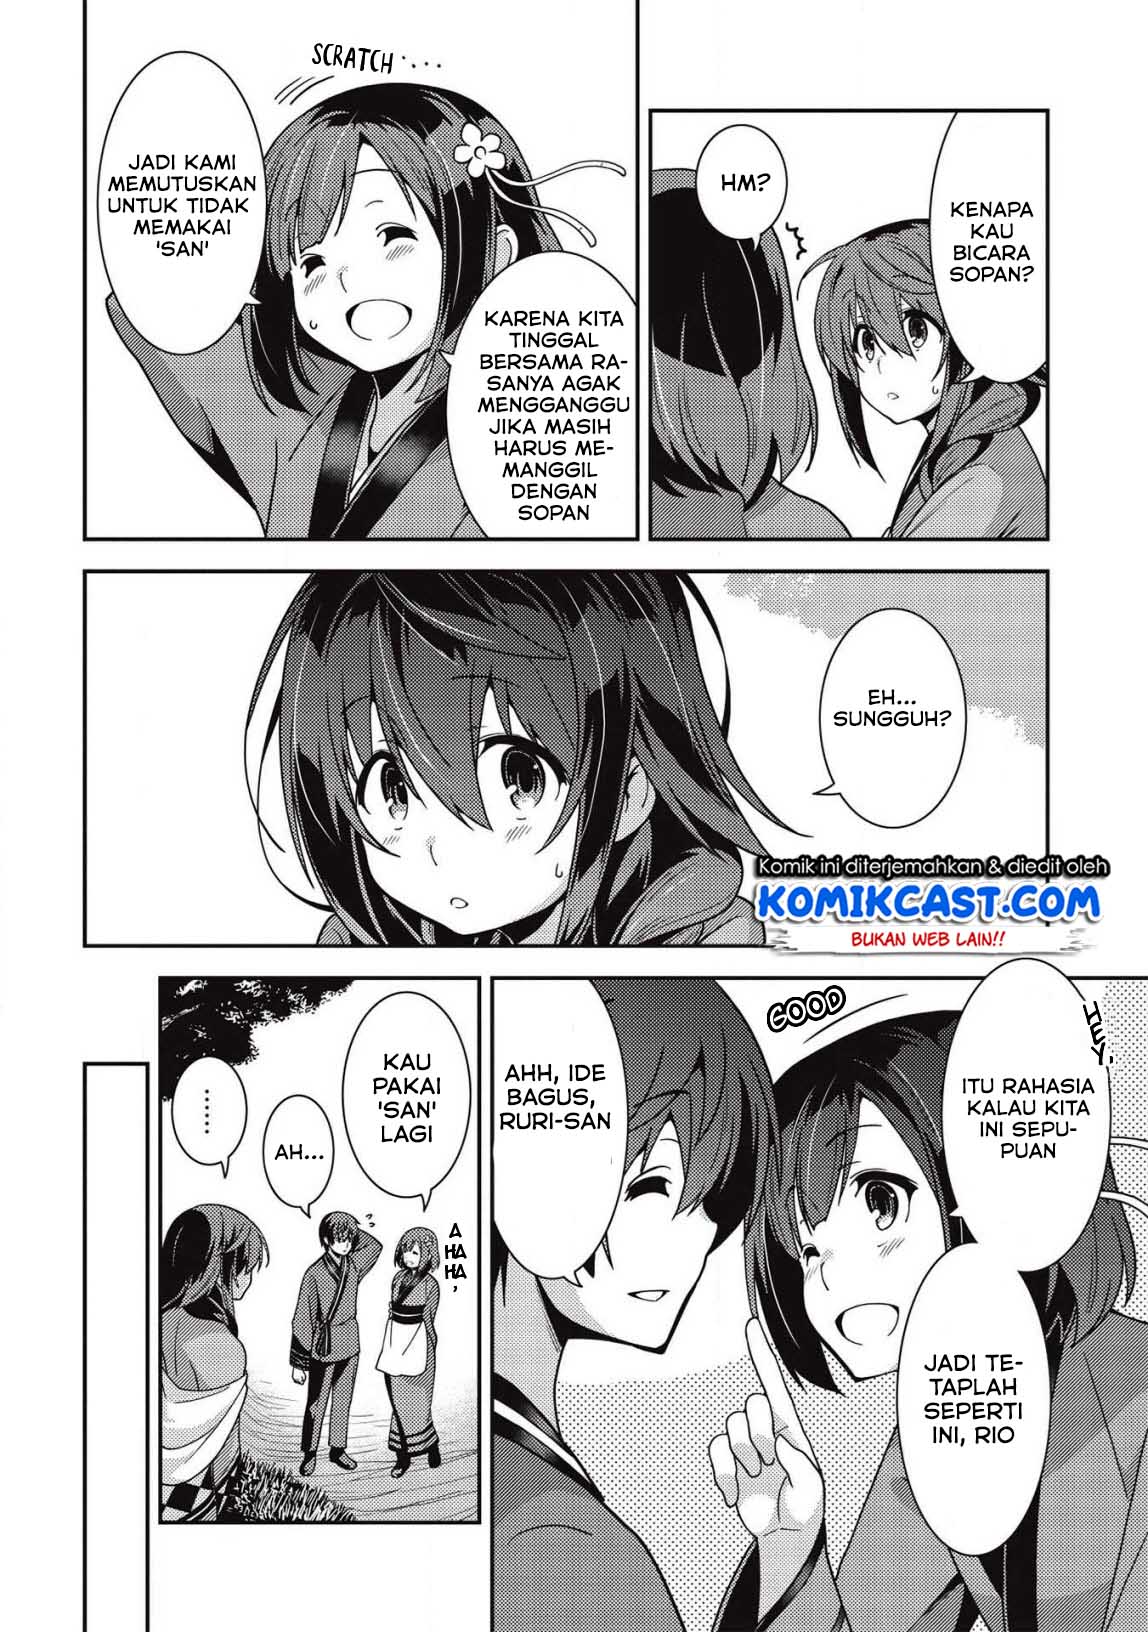 KENAPA
KAU
BICARA
SOPAN?
HM?
SCRATCH ....
KARENA KITA
TINGGAL
BERSAMA RA-
SANYA AGAK
MENGGANGGU
JIKA MASIH
HARUS ME-
MANGGIL
DENGAN
SOPAN
JADI KAMI
MEMUTUSKAN
UNTUK TIDAK
MEMAKAI
'SAN'
EH...
SUNGGUH?
Komik ini diterjemahkan & diedit oleh
KOMIKCAST.COM
BUKAN WEB LAIN!!
HEY,
ITU RAHASIA
KALAU KITA
INI SEPU-
PUAN
JADI TE-
TAPLAH
SEPERTI
INI, RIO
GOOD
AHH, IDE
BAGUS,
RURI-SAN
KAU
PAKAI
'SAN'
LAGI
A
HA
HA,
AH...
......